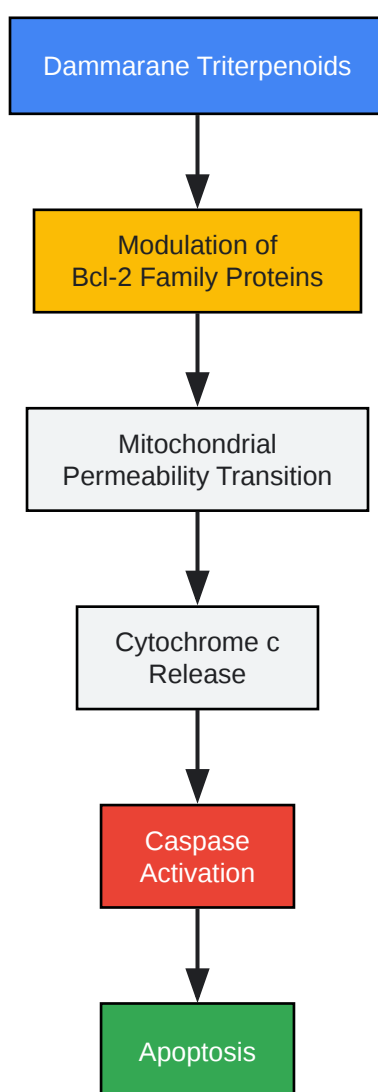 Dammarane Triterpenoids
Modulation of
Bcl-2 Family Proteins
Mitochondrial
Permeability Transition
Cytochrome c
Release
Caspase
Activation
Apoptosis